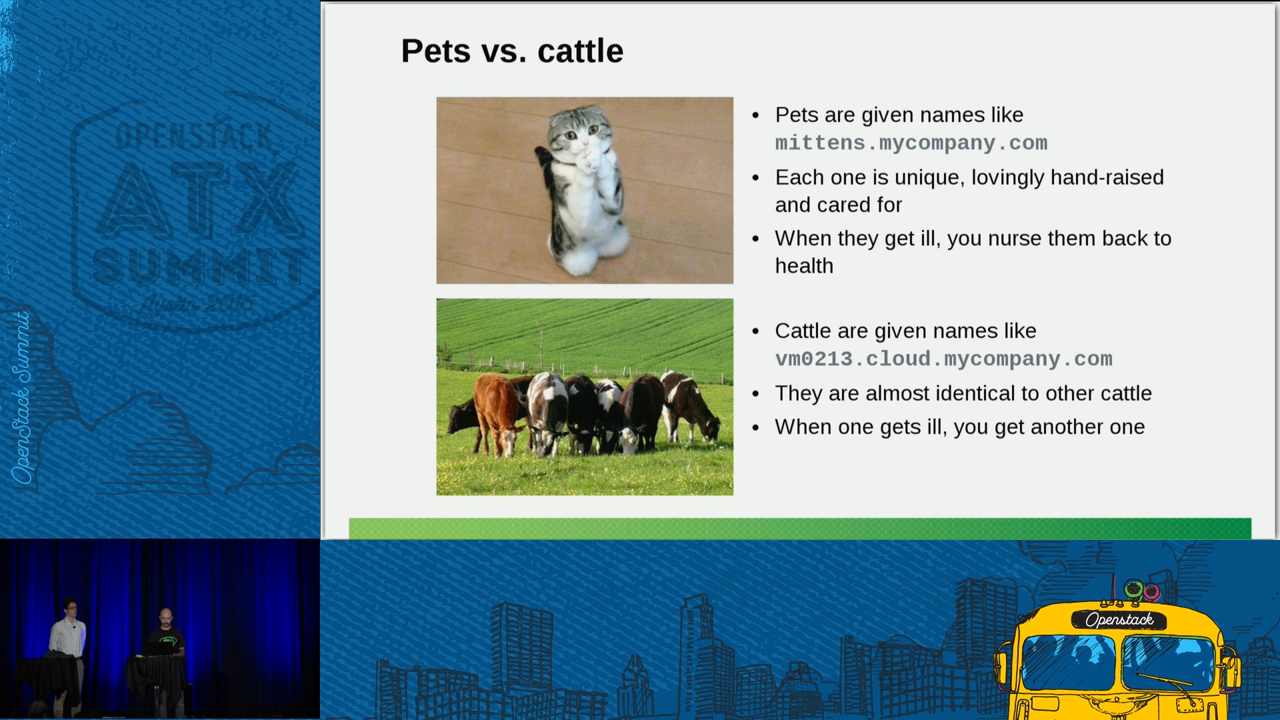 Pets vs. cattle
• Pets are given names like
mittens.mycompany.com
• Each one is unique, lovingly hand-raised
and cared for
• When they get ill, you nurse them back to
health
• Cattle are given names like
vm0213.cloud.mycompany.com
• They are almost identical to other cattle
• When one gets ill, you get another one
OPENSTACK
ATX
SUMMIT
Austin 2016
OpenStack Summit
Openstack